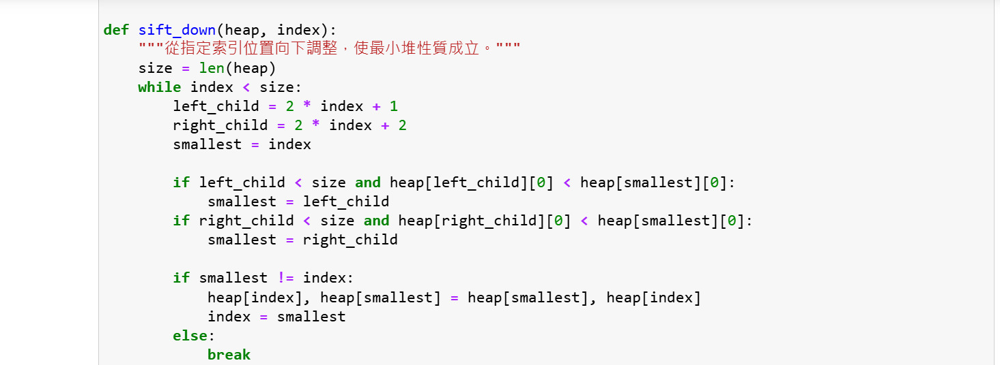 def sift_down(heap, index):
    """從指定索引位置向下調整，使最小堆性質成立。"""
    size = len(heap)
    while index < size:
        left_child = 2 * index + 1
        right_child = 2 * index + 2
        smallest = index
        if left_child < size and heap[left_child][0] < heap[smallest][0]:
            smallest = left_child
        if right_child < size and heap[right_child][0] < heap[smallest][0]:
            smallest = right_child
        if smallest != index:
            heap[index], heap[smallest] = heap[smallest], heap[index]
            index = smallest
        else:
            break